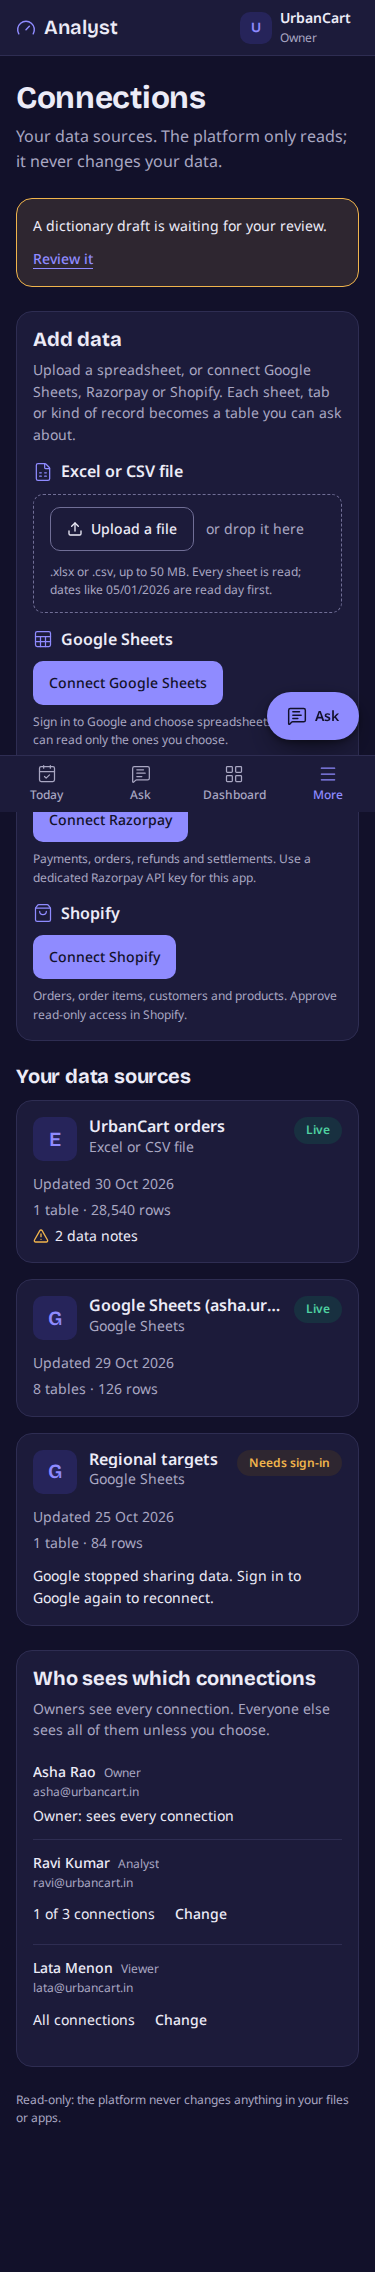 Analyst
U
UrbanCart
Owner
Connections
Your data sources. The platform only reads;
it never changes your data.
A dictionary draft is waiting for your review.
Review it
Add data
Upload a spreadsheet, or connect Google
Sheets, Razorpay or Shopify. Each sheet, tab
or kind of record becomes a table you can ask
about.
Excel or CSV file
Upload a file
or drop it here
.xlsx or .csv, up to 50 MB. Every sheet is read;
dates like 05/01/2026 are read day first.
Google Sheets
Connect Google Sheets
Sign in to Google and choose spreadsheet
can read only the ones you choose.
Ask
Today
Ask
Dashboard
More
Connect Razorpay
Payments, orders, refunds and settlements. Use a
dedicated Razorpay API key for this app.
Shopify
Connect Shopify
Orders, order items, customers and products. Approve
read-only access in Shopify.
Your data sources
E
UrbanCart orders
Live
Excel or CSV file
Updated 30 Oct 2026
1 table · 28,540 rows
2 data notes
G
Google Sheets (asha.ur...
Live
Google Sheets
Updated 29 Oct 2026
8 tables · 126 rows
G
Regional targets
Needs sign-in
Google Sheets
Updated 25 Oct 2026
1 table · 84 rows
Google stopped sharing data. Sign in to
Google again to reconnect.
Who sees which connections
Owners see every connection. Everyone else
sees all of them unless you choose.
Asha Rao Owner
asha@urbancart.in
Owner: sees every connection
Ravi Kumar Analyst
ravi@urbancart.in
1 of 3 connections Change
Lata Menon Viewer
lata@urbancart.in
All connections Change
Read-only: the platform never changes anything in your files
or apps.